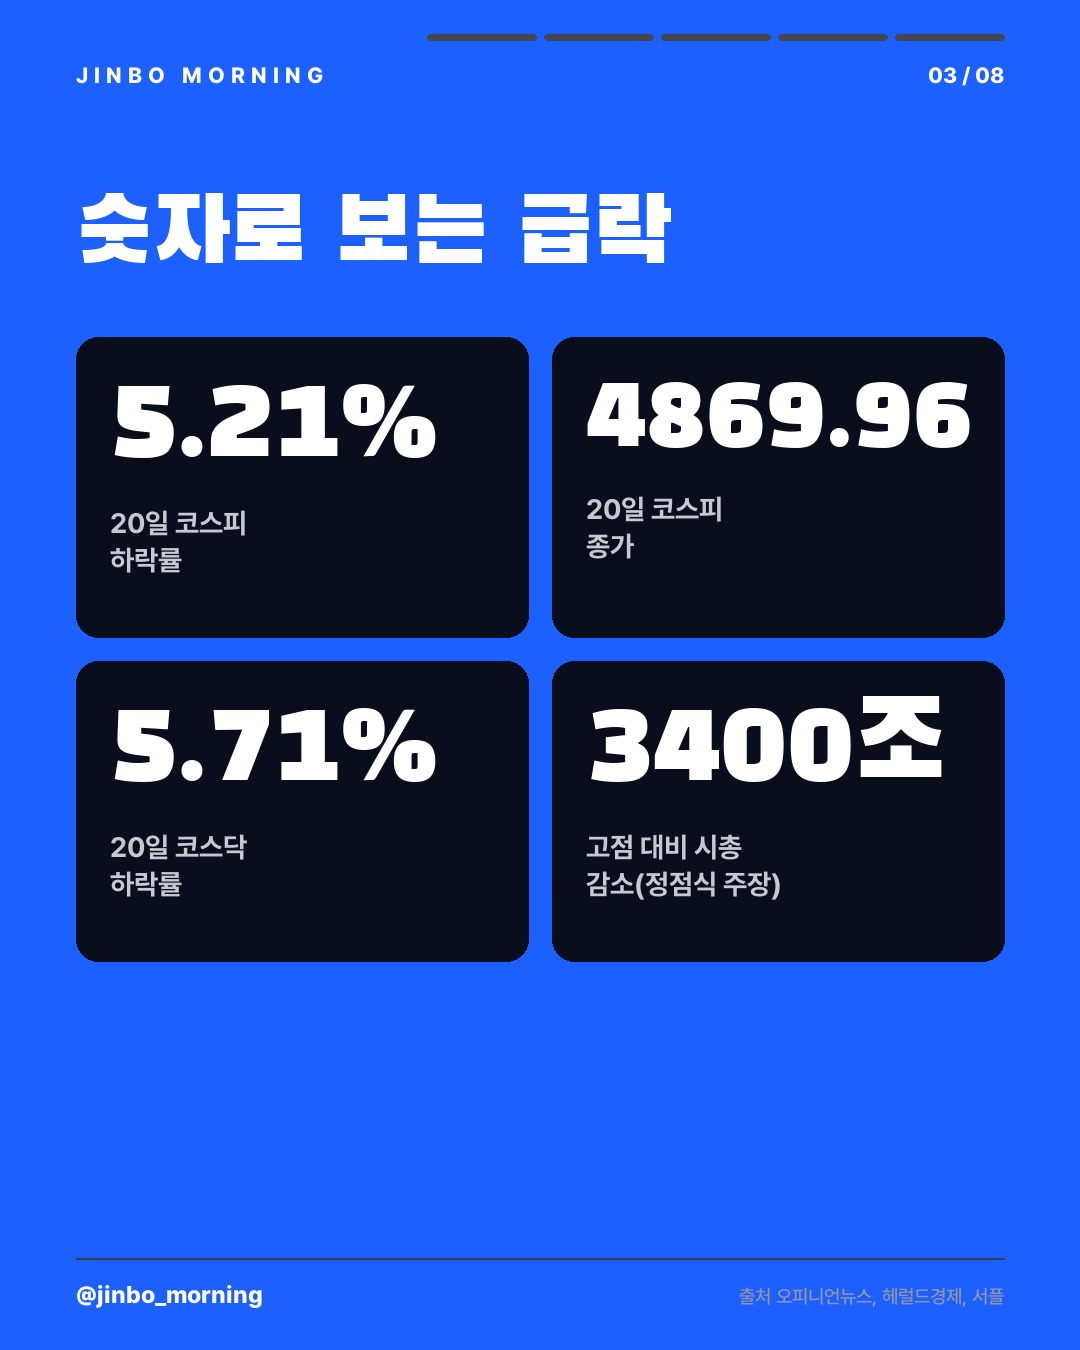 JINBO MORNING
03 / 08
숫자로 보는 급락
5.21%
20일 코스피
하락률
4869.96
20일 코스피
종가
5.71%
20일 코스닥
하락률
3400조
고점 대비 시총
감소(정점식 주장)
@jinbo_morning
출처 오피니언뉴스, 헤럴드경제, 서플